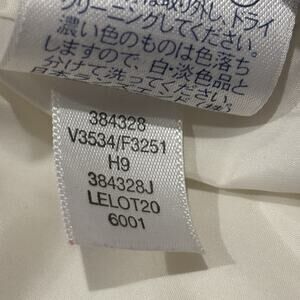 は取り外し、ドライ
クリーニングしてください。
濃い色のものは色落ち
しますので、白・淡色品と
分けて洗ってください。
384328
V3534/F3251
H9
384328J
LELOT20
6001